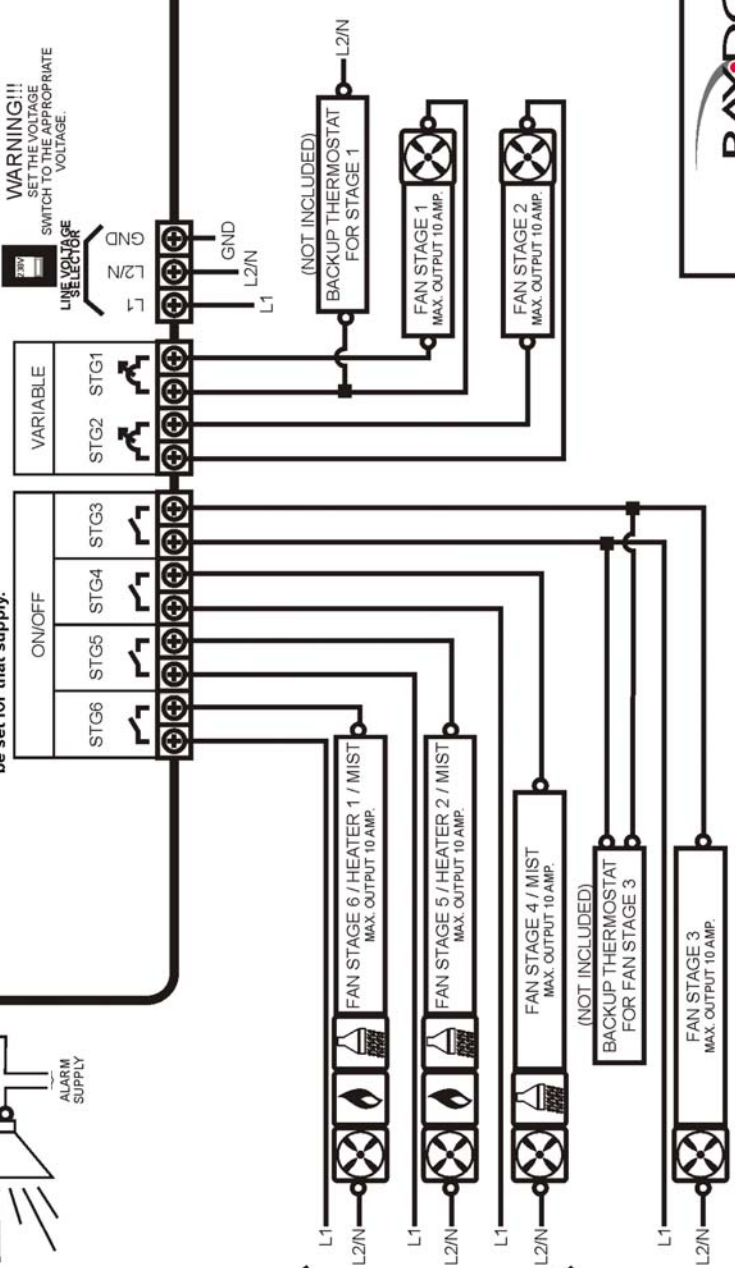 be set for that supply.
WARNING!!!
SET THE VOLTAGE
SWITCH TO THE APPROPRIATE
VOLTAGE.
230V
LINE VOLTAGE
SELECTOR
ON/OFF
VARIABLE
STG6
STG5
STG4
STG3
STG2
STG1
L1
L2/N
GND
L1
L2/N
GND
ALARM
SUPPLY
(NOT INCLUDED)
BACKUP THERMOSTAT
FOR STAGE 1
L2/N
FAN STAGE 1
MAX. OUTPUT 10 AMP.
FAN STAGE 2
MAX. OUTPUT 10 AMP.
L1
L2/N
FAN STAGE 6 / HEATER 1 / MIST
MAX. OUTPUT 10 AMP.
L1
L2/N
FAN STAGE 5 / HEATER 2 / MIST
MAX. OUTPUT 10 AMP.
L1
L2/N
FAN STAGE 4 / MIST
MAX. OUTPUT 10 AMP.
(NOT INCLUDED)
BACKUP THERMOSTAT
FOR FAN STAGE 3
L1
L2/N
FAN STAGE 3
MAX. OUTPUT 10 AMP.